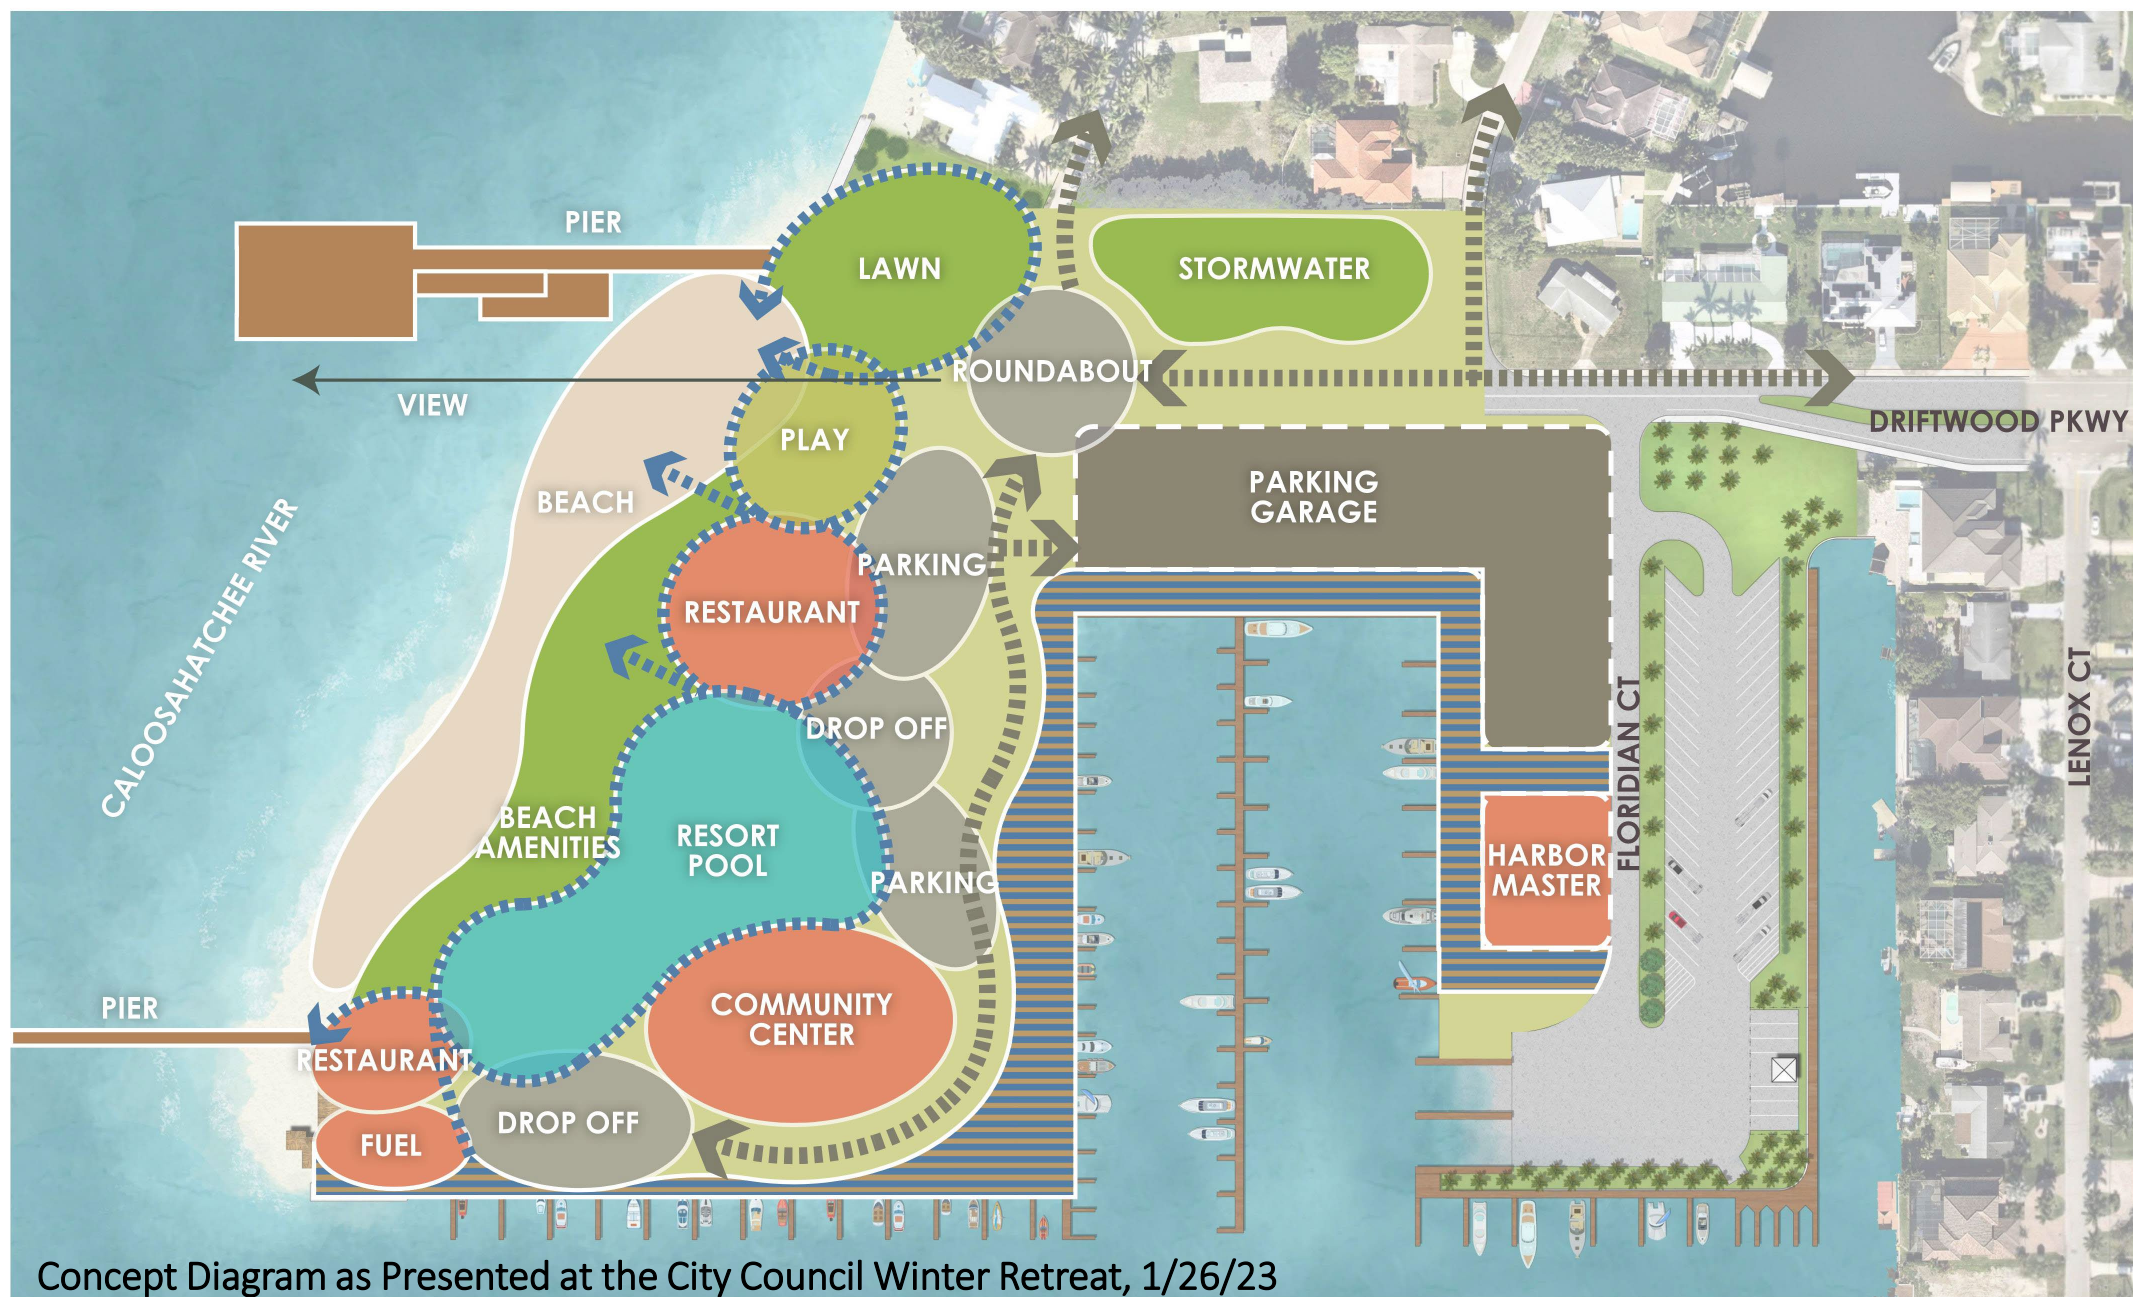 PIER
LAWN
STORMWATER
ROUNDABOUT
VIEW
DRIFTWOOD PKWY
PLAY
BEACH
PARKING
GARAGE
PARKING
RESTAURANT
CALOOSAHATCHEE RIVER
DROP OFF
FLORIDIAN CT
LENOX CT
BEACH
AMENITIES
RESORT
POOL
PARKING
HARBOR
MASTER
PIER
COMMUNITY
CENTER
RESTAURANT
DROP OFF
FUEL
Concept Diagram as Presented at the City Council Winter Retreat, 1/26/23